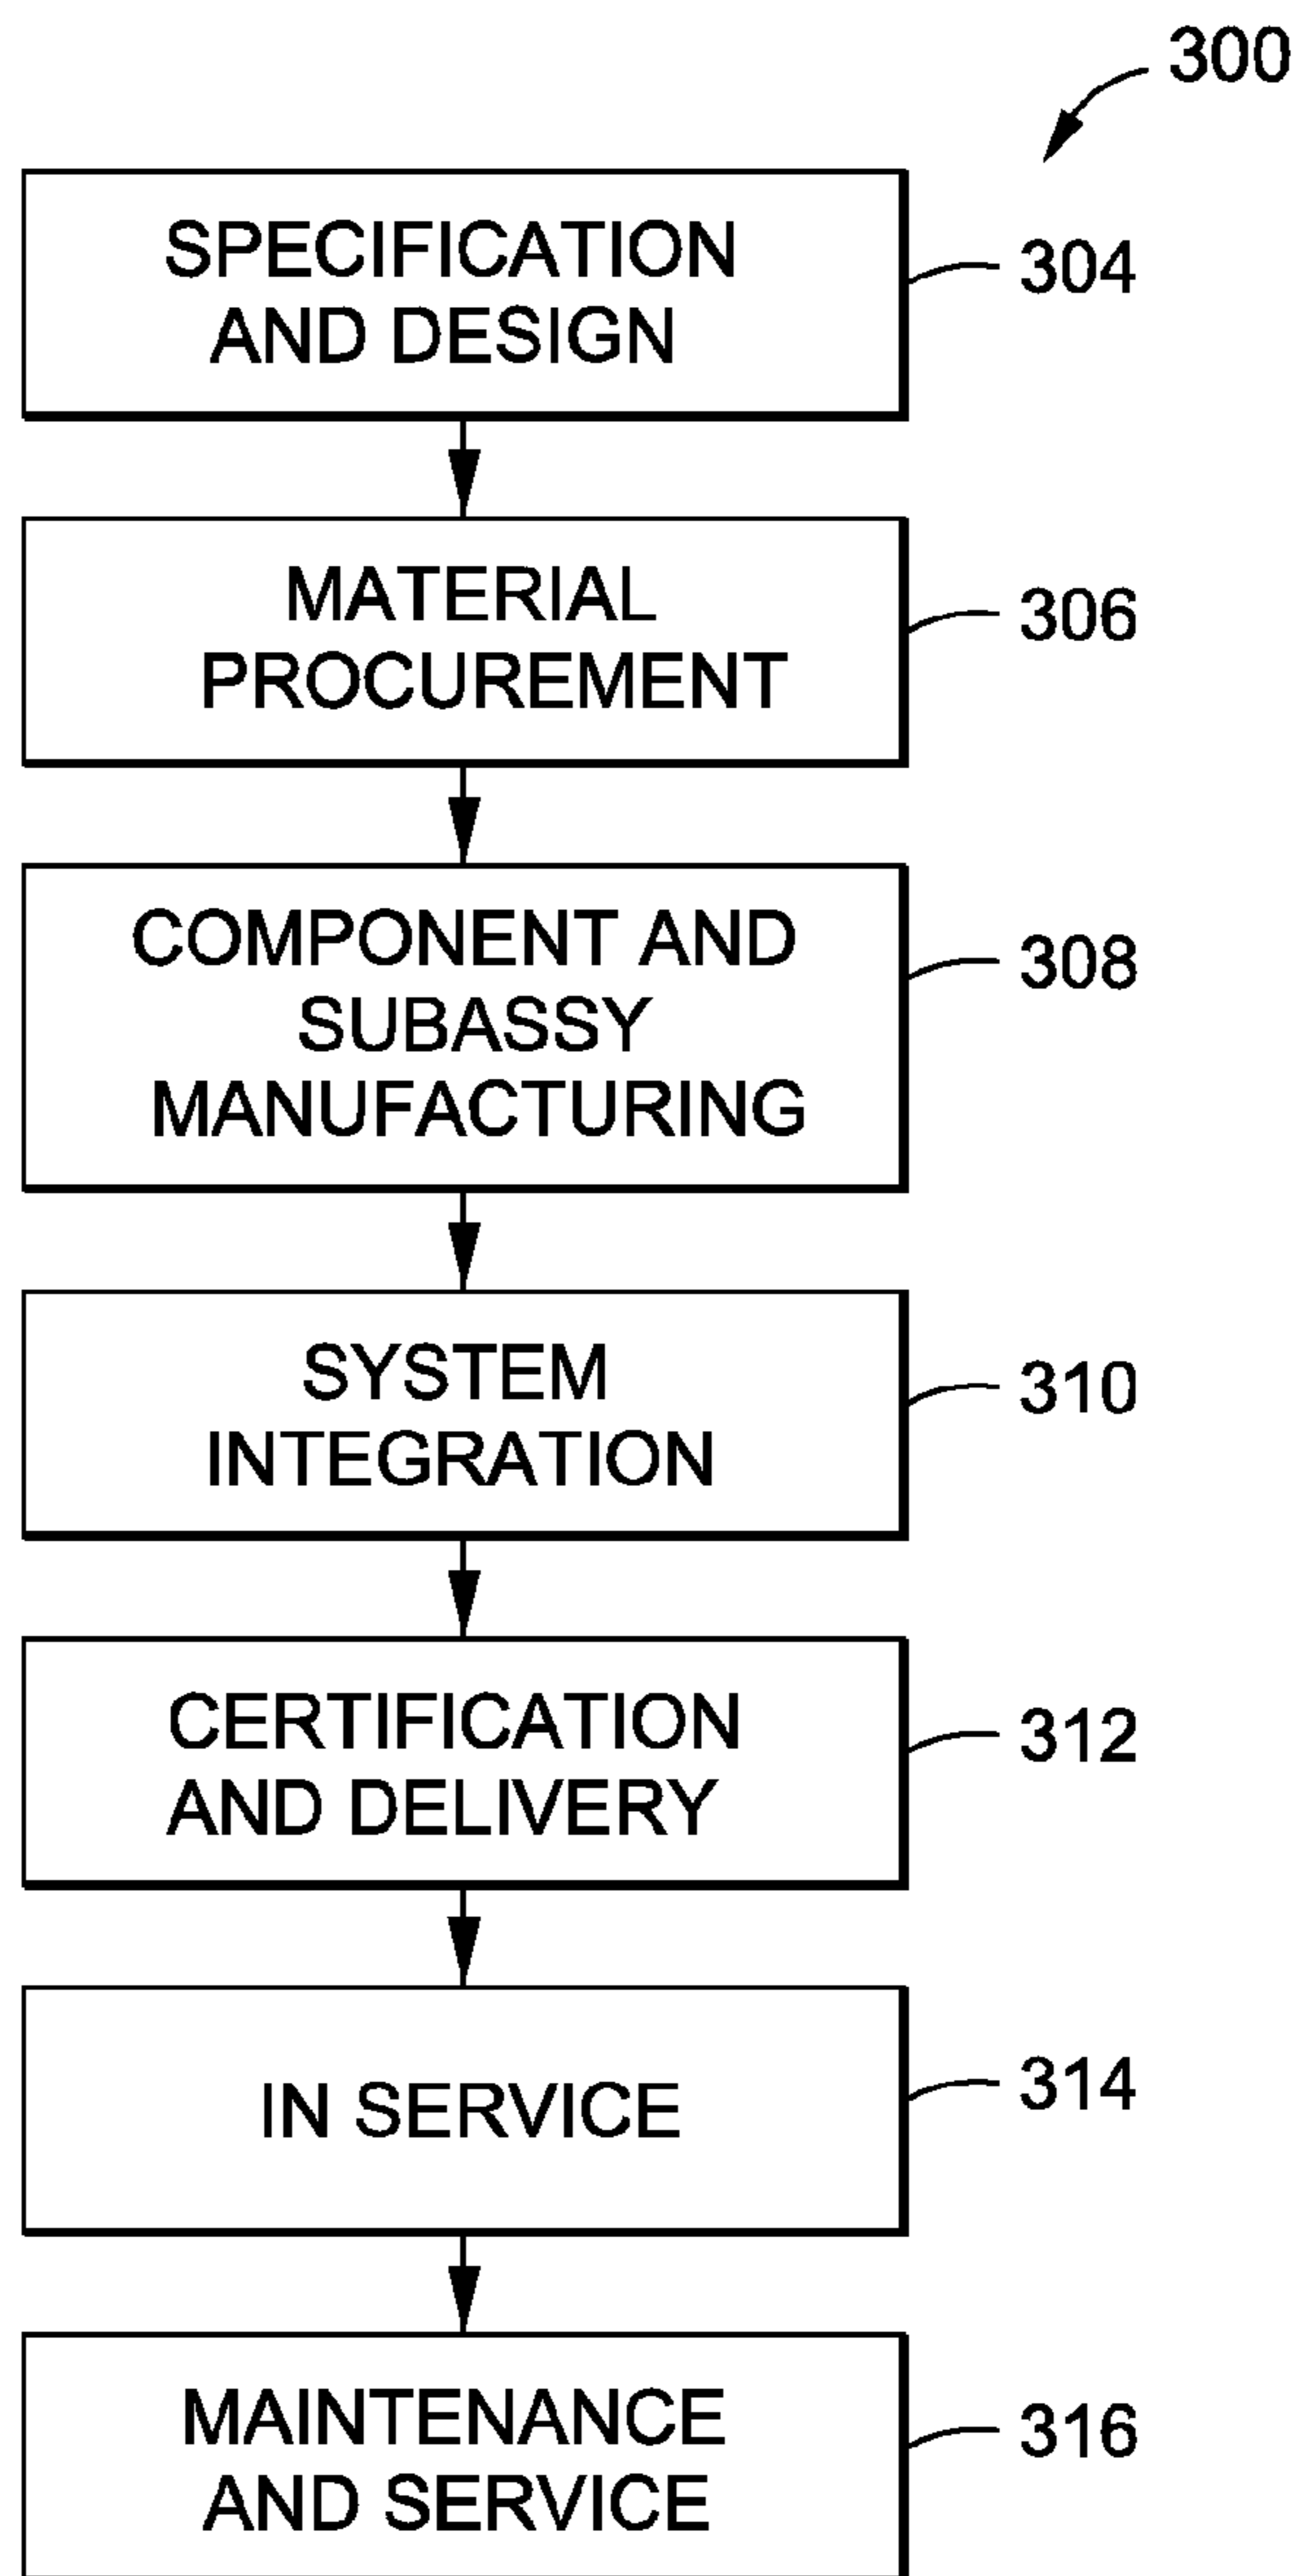 300
SPECIFICATION
AND DESIGN
304
MATERIAL
PROCUREMENT
306
COMPONENT AND
SUBASSY
MANUFACTURING
308
SYSTEM
INTEGRATION
310
CERTIFICATION
AND DELIVERY
312
IN SERVICE
314
MAINTENANCE
AND SERVICE
316